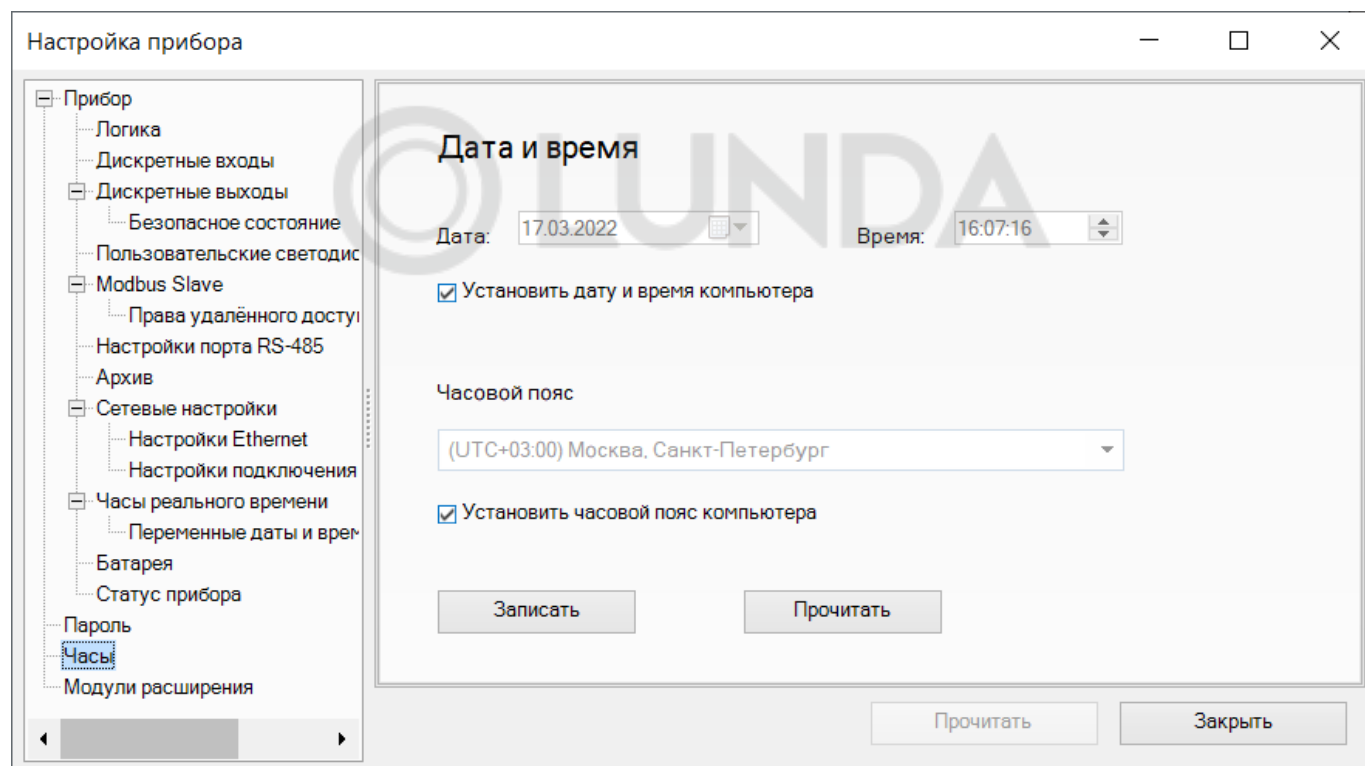 Настройка прибора
Прибор
Логика
Дискретные входы
Дискретные выходы
Безопасное состояние
Пользовательские светодис
Modbus Slave
Права удалённого досту
Настройки порта RS-485
Архив
Сетевые настройки
Настройки Ethernet
Настройки подключения
Часы реального времени
Переменные даты и врем
Батарея
Статус прибора
Пароль
Часы
Модули расширения
LUNDA
Дата и время
Дата: 17.03.2022 Время: 16:07:16
Установить дату и время компьютера
Часовой пояс
(UTC+03:00) Москва, Санкт-Петербург
Установить часовой пояс компьютера
Записать Прочитать
Прочитать Закрыть